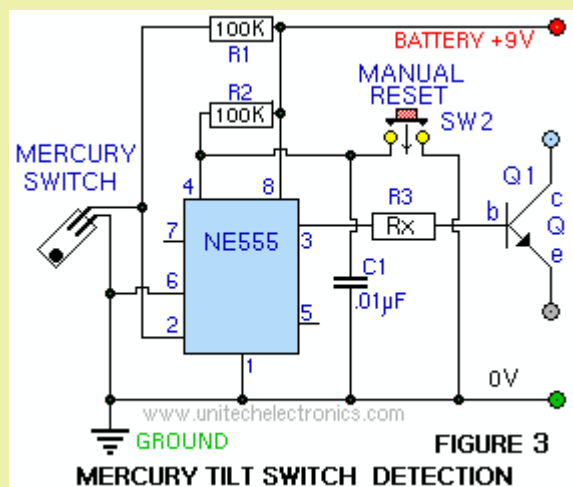 100K
R1
BATTERY +9V
R2
100K
MANUAL
RESET
SW2
MERCURY
SWITCH
4
8
Q1
c
7
NE555
3
R3
Rx
b
Q
e
6
C1
.01µF
5
2
1
0V
www.unitechelectronics.com
GROUND
FIGURE 3
MERCURY TILT SWITCH DETECTION